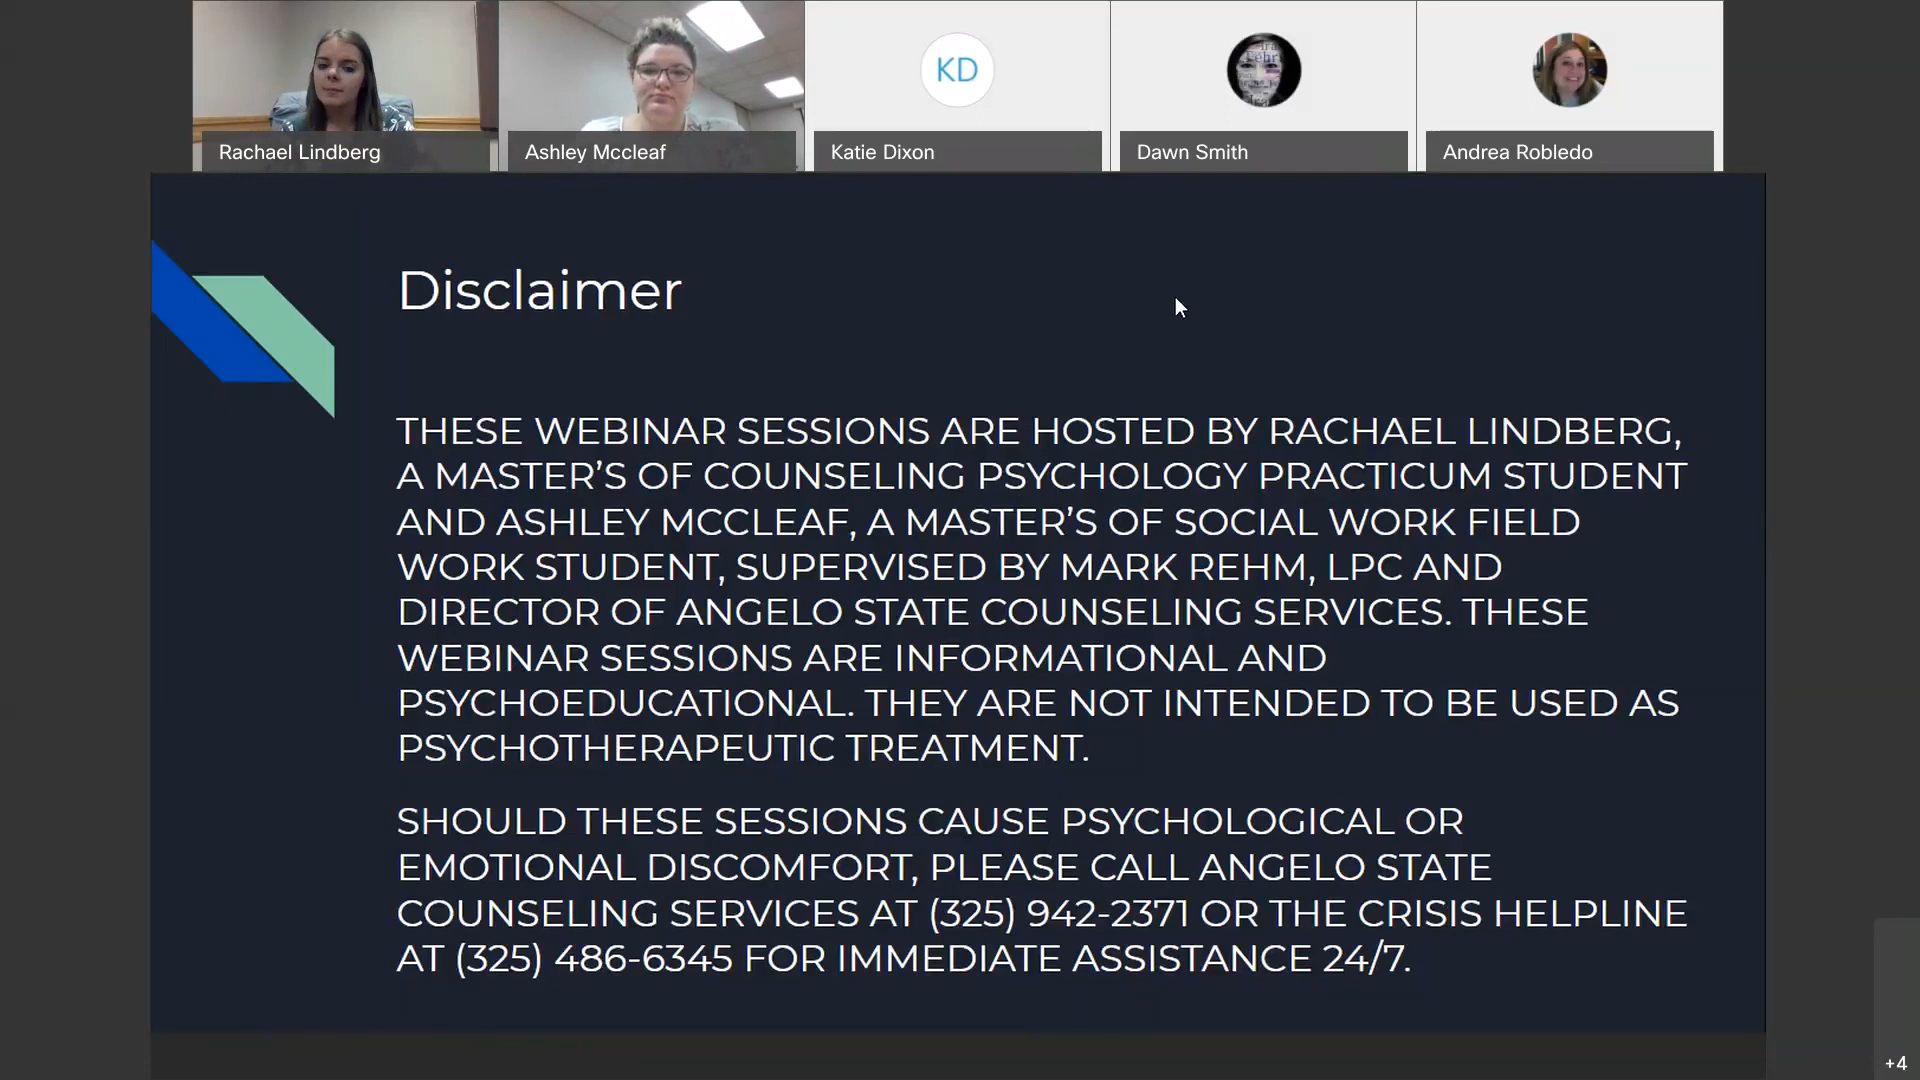 KD
Rachael Lindberg
Ashley Mccleaf
Katie Dixon
Dawn Smith
Andrea Robledo
Disclaimer
THESE WEBINAR SESSIONS ARE HOSTED BY RACHAEL LINDBERG,
A MASTER’S OF COUNSELING PSYCHOLOGY PRACTICUM STUDENT
AND ASHLEY MCCLEAF, A MASTER’S OF SOCIAL WORK FIELD
WORK STUDENT, SUPERVISED BY MARK REHM, LPC AND
DIRECTOR OF ANGELO STATE COUNSELING SERVICES. THESE
WEBINAR SESSIONS ARE INFORMATIONAL AND
PSYCHOEDUCATIONAL. THEY ARE NOT INTENDED TO BE USED AS
PSYCHOTHERAPEUTIC TREATMENT.
SHOULD THESE SESSIONS CAUSE PSYCHOLOGICAL OR
EMOTIONAL DISCOMFORT, PLEASE CALL ANGELO STATE
COUNSELING SERVICES AT (325) 942-2371 OR THE CRISIS HELPLINE
AT (325) 486-6345 FOR IMMEDIATE ASSISTANCE 24/7.
+4